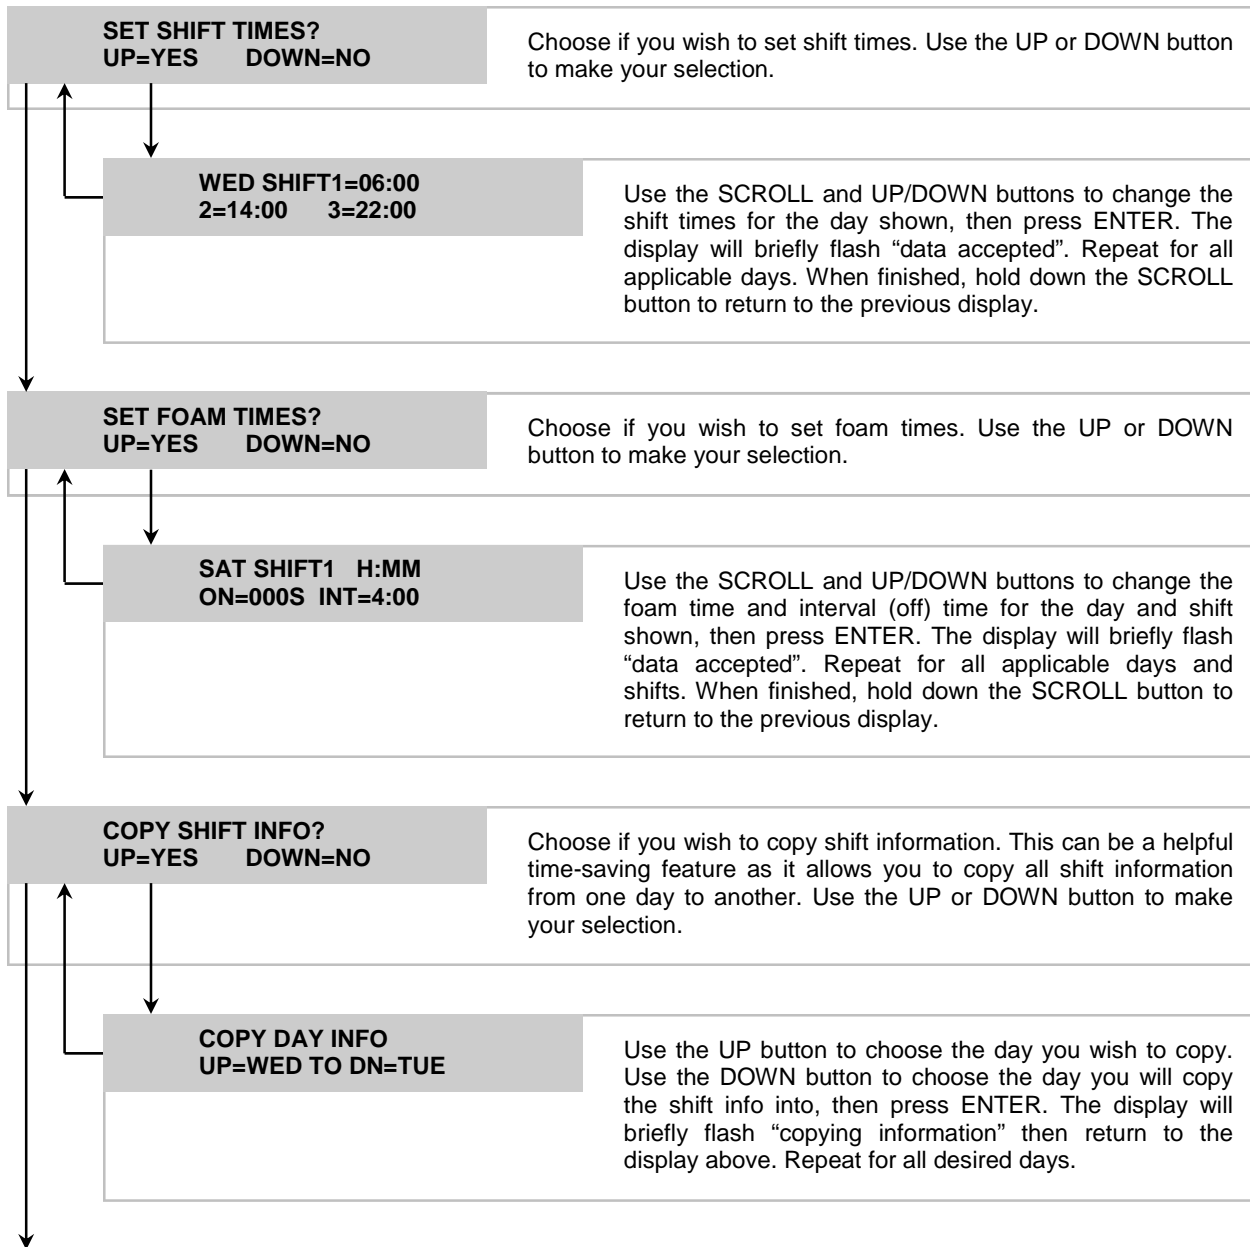 SET SHIFT TIMES?
UP=YES DOWN=NO
Choose if you wish to set shift times. Use the UP or DOWN button
to make your selection.
WED SHIFT1=06:00
2=14:00 3=22:00
Use the SCROLL and UP/DOWN buttons to change the
shift times for the day shown, then press ENTER. The
display will briefly flash “data accepted”. Repeat for all
applicable days. When finished, hold down the SCROLL
button to return to the previous display.
SET FOAM TIMES?
UP=YES DOWN=NO
Choose if you wish to set foam times. Use the UP or DOWN
button to make your selection.
SAT SHIFT1 H:MM
ON=000S INT=4:00
Use the SCROLL and UP/DOWN buttons to change the
foam time and interval (off) time for the day and shift
shown, then press ENTER. The display will briefly flash
“data accepted”. Repeat for all applicable days and
shifts. When finished, hold down the SCROLL button to
return to the previous display.
COPY SHIFT INFO?
UP=YES DOWN=NO
Choose if you wish to copy shift information. This can be a helpful
time-saving feature as it allows you to copy all shift information
from one day to another. Use the UP or DOWN button to make
your selection.
COPY DAY INFO
UP=WED TO DN=TUE
Use the UP button to choose the day you wish to copy.
Use the DOWN button to choose the day you will copy
the shift info into, then press ENTER. The display will
briefly flash “copying information” then return to the
display above. Repeat for all desired days.